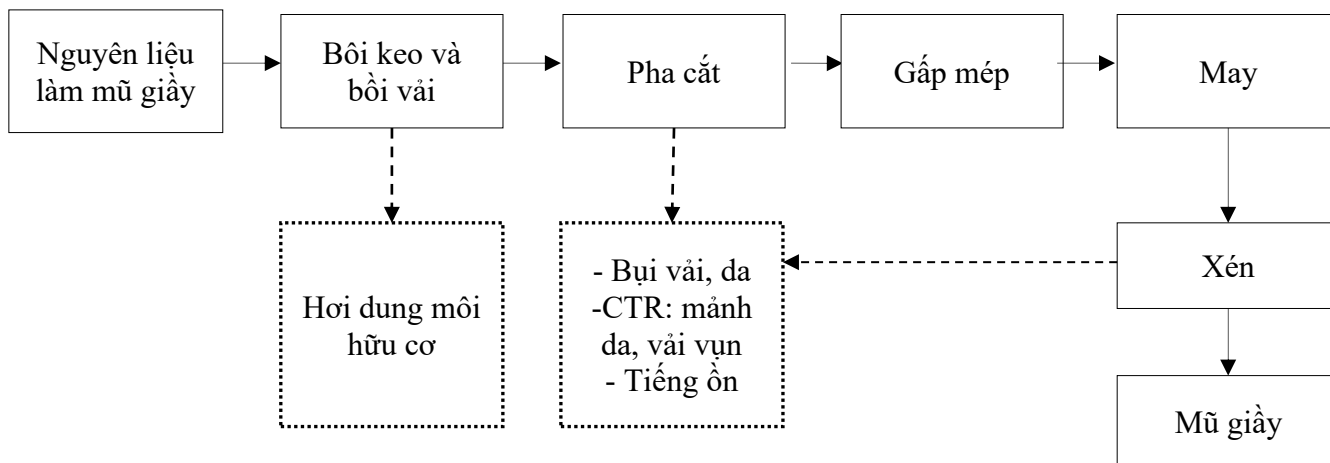 Nguyên liệu
làm mũ giầy
Bôi keo và
bồi vải
Pha cắt
Gấp mép
May
Hơi dung môi
hữu cơ
- Bụi vải, da
-CTR: mảnh
da, vải vụn
- Tiếng ồn
Xén
Mũ giầy